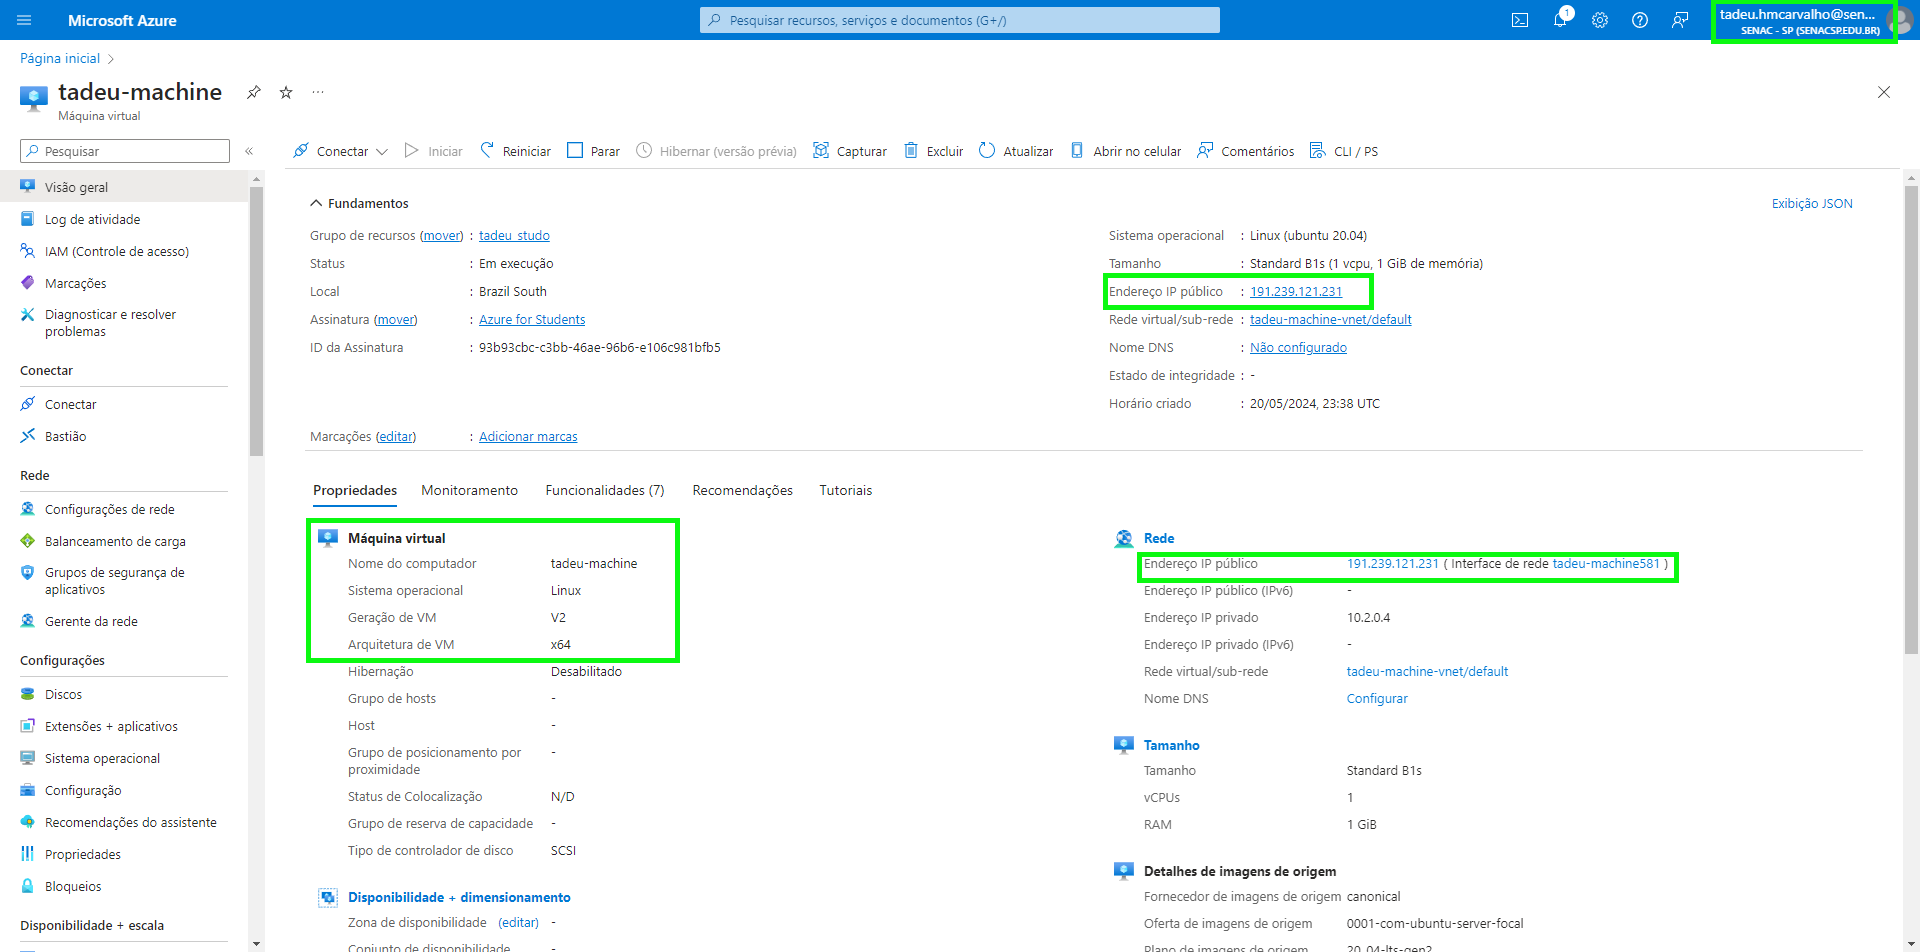 Microsoft Azure
Pesquisar recursos, serviços e documentos (G+/)
1
tadeu.hmcarvalho@sen...
SENAC - SP (SENACSP.EDU.BR)
Página inicial
tadeu-machine
Máquina virtual
Pesquisar
Conectar
Iniciar
Reiniciar
Parar
Hibernar (versão prévia)
Capturar
Excluir
Atualizar
Abrir no celular
Comentários
CLI / PS
Visão geral
Log de atividade
IAM (Controle de acesso)
Marcações
Diagnosticar e resolver
problemas
Conectar
Conectar
Bastião
Rede
Configurações de rede
Balanceamento de carga
Grupos de segurança de
aplicativos
Gerente da rede
Configurações
Discos
Extensões + aplicativos
Sistema operacional
Configuração
Recomendações do assistente
Propriedades
Bloqueios
Disponibilidade + escala
Fundamentos
Exibição JSON
Grupo de recursos (mover) : tadeu_studo
Status : Em execução
Local : Brazil South
Assinatura (mover) : Azure for Students
ID da Assinatura : 93b93cbc-c3bb-46ae-96b6-e106c981bfb5
Sistema operacional : Linux (ubuntu 20.04)
Tamanho : Standard B1s (1 vcpu, 1 GiB de memória)
Endereço IP público : 191.239.121.231
Rede virtual/sub-rede : tadeu-machine-vnet/default
Nome DNS : Não configurado
Estado de integridade : -
Horário criado : 20/05/2024, 23:38 UTC
Marcações (editar) : Adicionar marcas
Propriedades
Monitoramento
Funcionalidades (7)
Recomendações
Tutoriais
Máquina virtual
Nome do computador tadeu-machine
Sistema operacional Linux
Geração de VM V2
Arquitetura de VM x64
Hibernação Desabilitado
Grupo de hosts -
Host -
Grupo de posicionamento por -
proximidade
Status de Colocalização N/D
Grupo de reserva de capacidade -
Tipo de controlador de disco SCSI
Disponibilidade + dimensionamento
Zona de disponibilidade (editar) -
Conjunto de disponibilidade -
Rede
Endereço IP público 191.239.121.231 ( Interface de rede tadeu-machine581 )
Endereço IP público (IPv6) -
Endereço IP privado 10.2.0.4
Endereço IP privado (IPv6) -
Rede virtual/sub-rede tadeu-machine-vnet/default
Nome DNS Configurar
Tamanho
Tamanho Standard B1s
vCPUs 1
RAM 1 GiB
Detalhes de imagens de origem
Fornecedor de imagens de origem canonical
Oferta de imagens de origem 0001-com-ubuntu-server-focal
Plano de imagens de origem 20_04-lts-gen2